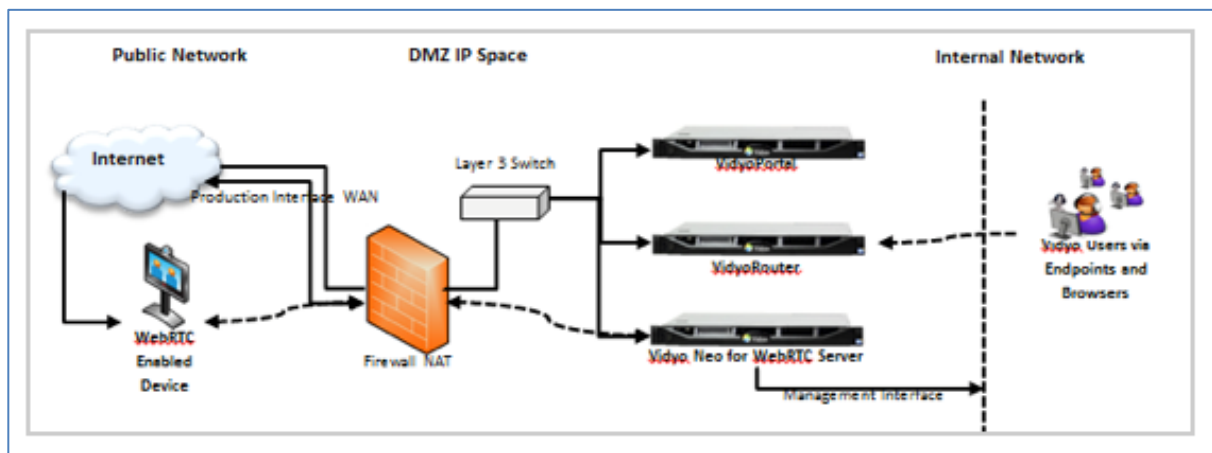 Public Network
DMZ IP Space
Internal Network
Internet
Production Interface WAN
Layer 3 Switch
VidyoPortal
VidyoRouter
Vidyo Users via
Endpoints and
Browsers
WebRTC
Enabled
Device
Firewall NAT
Vidyo Neo for WebRTC Server
Management Interface